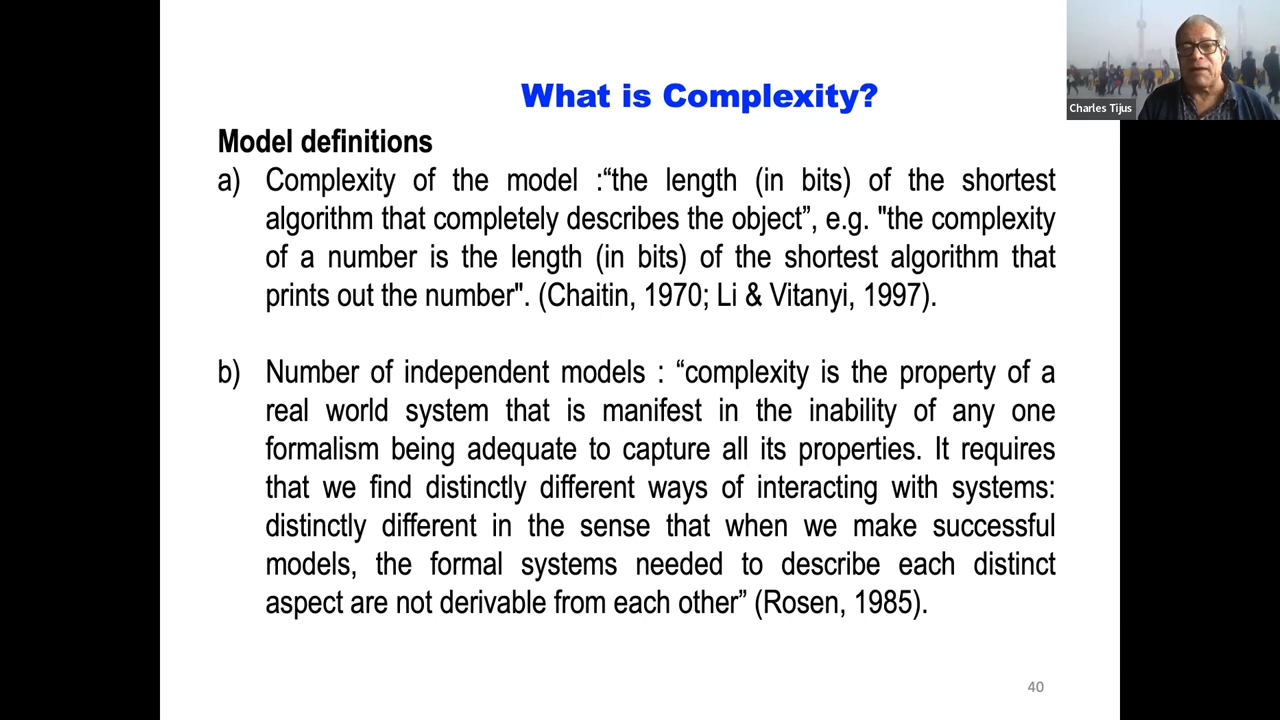 What is Complexity?
Model definitions
a) Complexity of the model :“the length (in bits) of the shortest
algorithm that completely describes the object”, e.g. "the complexity
of a number is the length (in bits) of the shortest algorithm that
prints out the number". (Chaitin, 1970; Li & Vitanyi, 1997).
b) Number of independent models : “complexity is the property of a
real world system that is manifest in the inability of any one
formalism being adequate to capture all its properties. It requires
that we find distinctly different ways of interacting with systems:
distinctly different in the sense that when we make successful
models, the formal systems needed to describe each distinct
aspect are not derivable from each other” (Rosen, 1985).
40
Charles Tijus